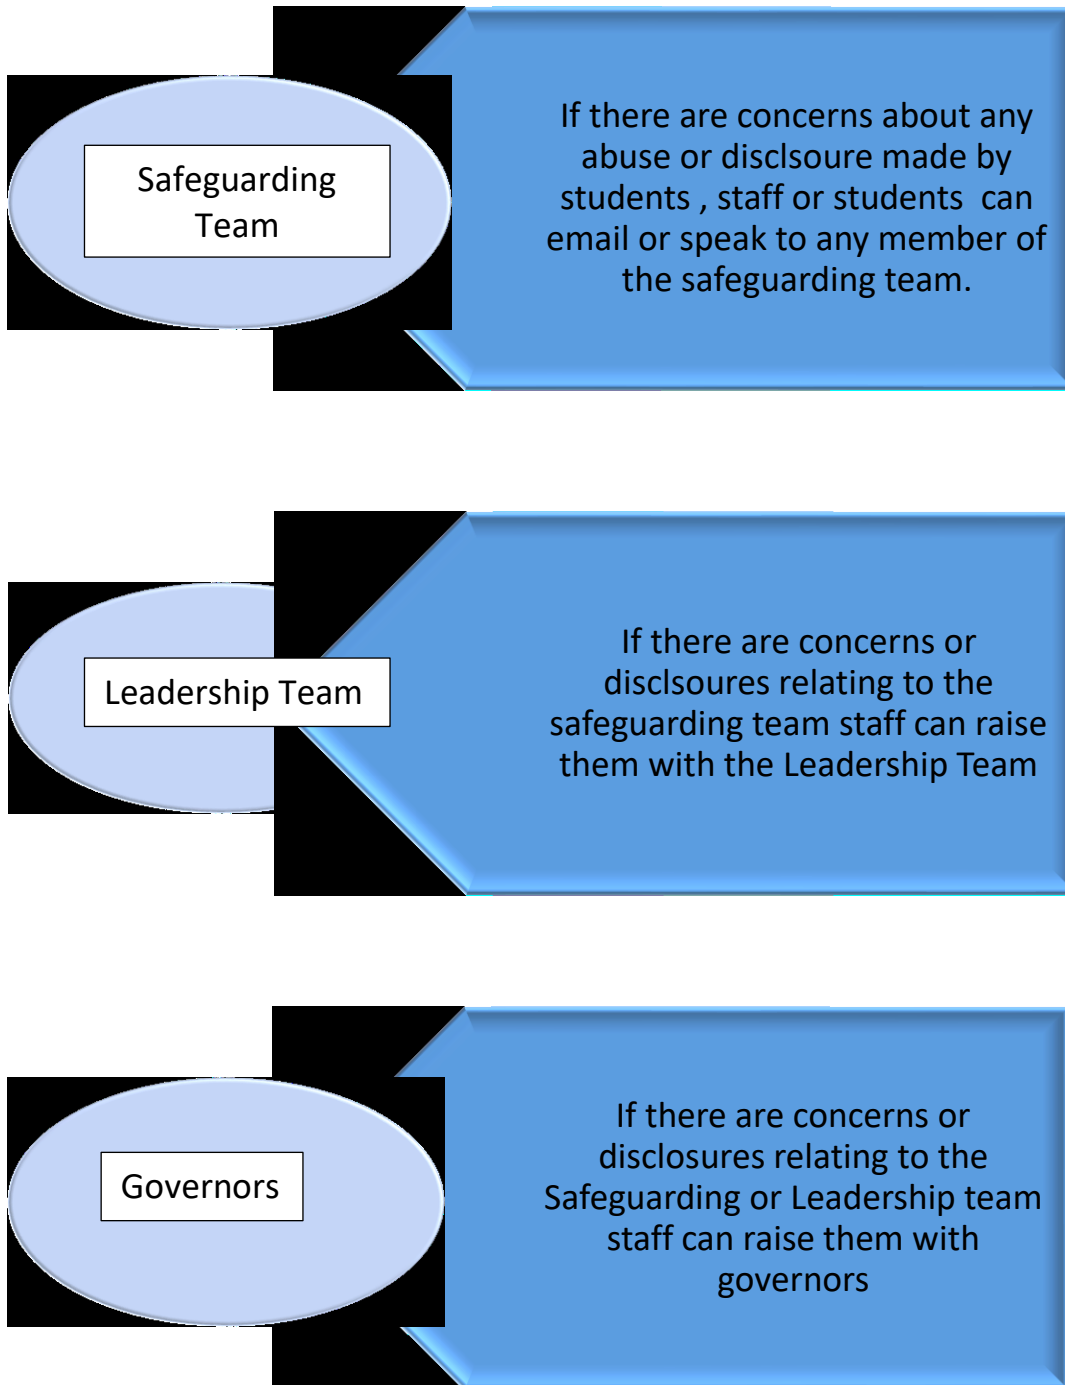 Safeguarding
Team
If there are concerns about any
abuse or disclsoure made by
students , staff or students  can
email or speak to any member of
the safeguarding team.
Leadership Team
If there are concerns or
disclsoures relating to the
safeguarding team staff can raise
them with the Leadership Team
Governors
If there are concerns or
disclosures relating to the
Safeguarding or Leadership team
staff can raise them with
governors